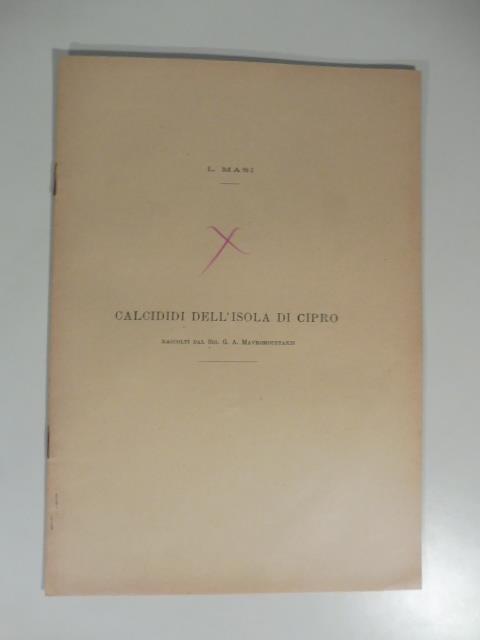 L. MASI
CALCIDIDI DELL'ISOLA DI CIPRO
RACCOLTI DAL SIG. G. A. MAVROMOUSTAKIS